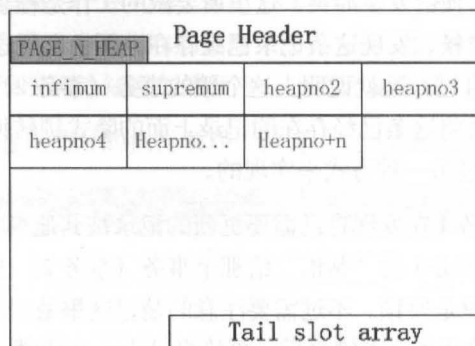 Page Header
PAGE_N_HEAP
infimum supremum heapno2 heapno3
heapno4 Heapno... Heapno+n
Tail slot array